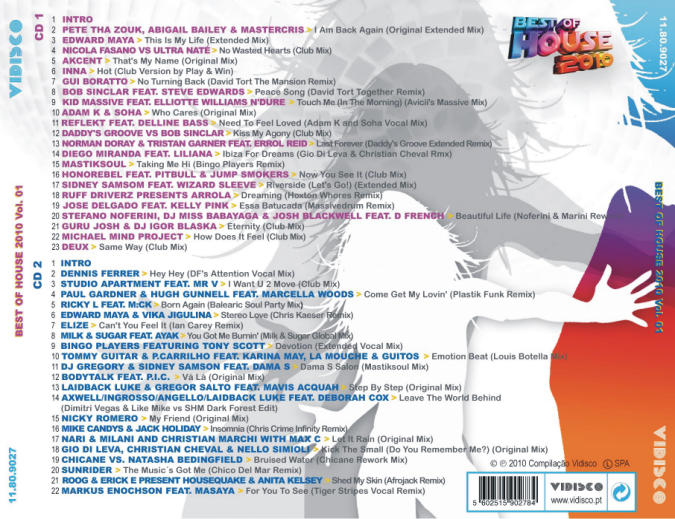 VIDISCO
BEST OF HOUSE 2010 Vol. 01
11.80.9027
CD 1
1 INTRO
2 PETE THA ZOUK, ABIGAIL BAILEY & MASTERCRIS > I Am Back Again (Original Extended Mix)
3 EDWARD MAYA > This Is My Life (Extended Mix)
4 NICOLA FASANO VS ULTRA NATÉ > No Wasted Hearts (Club Mix)
5 AKCENT > That's My Name (Original Mix)
6 INNA > Hot (Club Version by Play & Win)
7 GUI BORATTO > No Turning Back (David Tort The Mansion Remix)
8 BOB SINCLAR FEAT. STEVE EDWARDS > Peace Song (David Tort Together Remix)
9 KID MASSIVE FEAT. ELLIOTTE WILLIAMS N'DURE > Touch Me (In The Morning) (Avicii's Massive Mix)
10 ADAM K & SOHA > Who Cares (Original Mix)
11 REFLEKT FEAT. DELLINE BASS > Need To Feel Loved (Adam K and Soha Vocal Mix)
12 DADDY'S GROOVE VS BOB SINCLAR > Kiss My Agony (Club Mix)
13 NORMAN DORAY & TRISTAN GARNER FEAT. ERROL REID > Last Forever (Daddy's Groove Extended Remix)
14 DIEGO MIRANDA FEAT. LILIANA > Ibiza For Dreams (Gio Di Leva & Christian Cheval Rmx)
15 MASTIKSOUL > Taking Me Hi (Bingo Players Remix)
16 HONOREBEL FEAT. PITBULL & JUMP SMOKERS > Now You See It (Club Mix)
17 SIDNEY SAMSOM FEAT. WIZARD SLEEVE > Riverside (Let's Go!) (Extended Mix)
18 RUFF DRIVERZ PRESENTS ARROLA > Dreaming (Hoxton Whores Remix)
19 JOSE DELGADO FEAT. KELLY PINK > Essa Batucada (Massivedrum Remix)
20 STEFANO NOFERINI, DJ MISS BABAYAGA & JOSH BLACKWELL FEAT. D FRENCH > Beautiful Life (Noferini & Marini Rew
21 GURU JOSH & DJ IGOR BLASKA > Eternity (Club Mix)
22 MICHAEL MIND PROJECT > How Does It Feel (Club Mix)
23 DEUX > Same Way (Club Mix)
CD 2
1 INTRO
2 DENNIS FERRER > Hey Hey (DF's Attention Vocal Mix)
3 STUDIO APARTMENT FEAT. MR V > I Want U 2 Move (Club Mix)
4 PAUL GARDNER & HUGH GUNNELL FEAT. MARCELLA WOODS > Come Get My Lovin' (Plastik Funk Remix)
5 RICKY L FEAT. M:CK > Born Again (Balearic Soul Party Mix)
6 EDWARD MAYA & VIKA JIGULINA > Stereo Love (Chris Kaeser Remix)
7 ELIZE > Can't You Feel It (Ian Carey Remix)
8 MILK & SUGAR FEAT. AYAK > You Got Me Burnin' (Milk & Sugar Global Mix)
9 BINGO PLAYERS FEATURING TONY SCOTT > Devotion (Extended Vocal Mix)
10 TOMMY GUITAR & P.CARRILHO FEAT. KARINA MAY, LA MOUCHE & GUITOS > Emotion Beat (Louis Botella Mix)
11 DJ GREGORY & SIDNEY SAMSON FEAT. DAMA S > Dama S Salon (Mastiksoul Mix)
12 BODYTALK FEAT. P.I.C. > Vá Lá (Original Mix)
13 LAIDBACK LUKE & GREGOR SALTO FEAT. MAVIS ACQUAH > Step By Step (Original Mix)
14 AXWELL/INGROSSO/ANGELLO/LAIDBACK LUKE FEAT. DEBORAH COX > Leave The World Behind
(Dimitri Vegas & Like Mike vs SHM Dark Forest Edit)
15 NICKY ROMERO > My Friend (Original Mix)
16 MIKE CANDYS & JACK HOLIDAY > Insomnia (Chris Crime Infinity Remix)
17 NARI & MILANI AND CHRISTIAN MARCHI WITH MAX C > Let It Rain (Original Mix)
18 GIO DI LEVA, CHRISTIAN CHEVAL & NELLO SIMIOLI > Kick The Small (Do You Remember Me?) (Original Mix)
19 CHICANE VS. NATASHA BEDINGFIELD > Bruised Water (Chicane Rework Mix)
20 SUNRIDER > The Music´s Got Me (Chico Del Mar Remix)
21 ROOG & ERICK E PRESENT HOUSEQUAKE & ANITA KELSEY > Shed My Skin (Afrojack Remix)
22 MARKUS ENOCHSON FEAT. MASAYA > For You To See (Tiger Stripes Vocal Remix)
BEST OF
HOUSE
2010
11.80.9027
BEST OF HOUSE 2010 Vol. 01
VIDISCO
© ℗ 2010 Compilação Vidisco Ⓛ SPA
5 602515 902784
VIDISCO
www.vidisco.pt